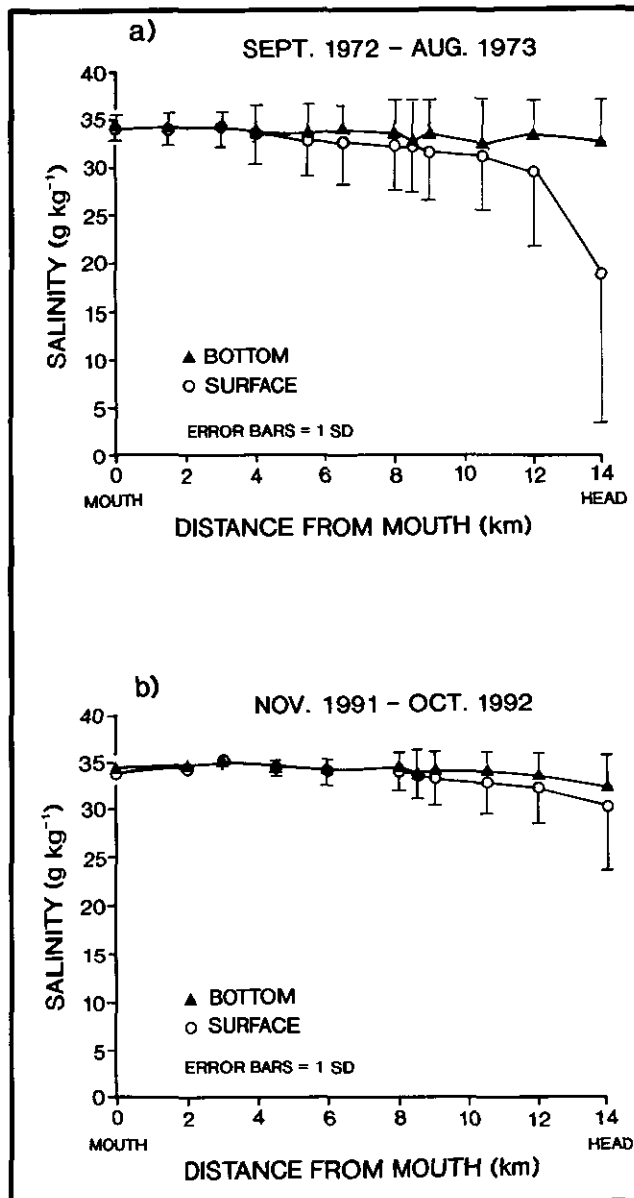 a)
SEPT. 1972 – AUG. 1973
40
35
30
25
20
15
10
5
0
SALINITY (g kg⁻¹)
▲ BOTTOM
○ SURFACE
ERROR BARS = 1 SD
0 2 4 6 8 10 12 14
MOUTH HEAD
DISTANCE FROM MOUTH (km)
b)
NOV. 1991 – OCT. 1992
40
35
30
25
20
15
10
5
0
SALINITY (g kg⁻¹)
▲ BOTTOM
○ SURFACE
ERROR BARS = 1 SD
0 2 4 6 8 10 12 14
MOUTH HEAD
DISTANCE FROM MOUTH (km)